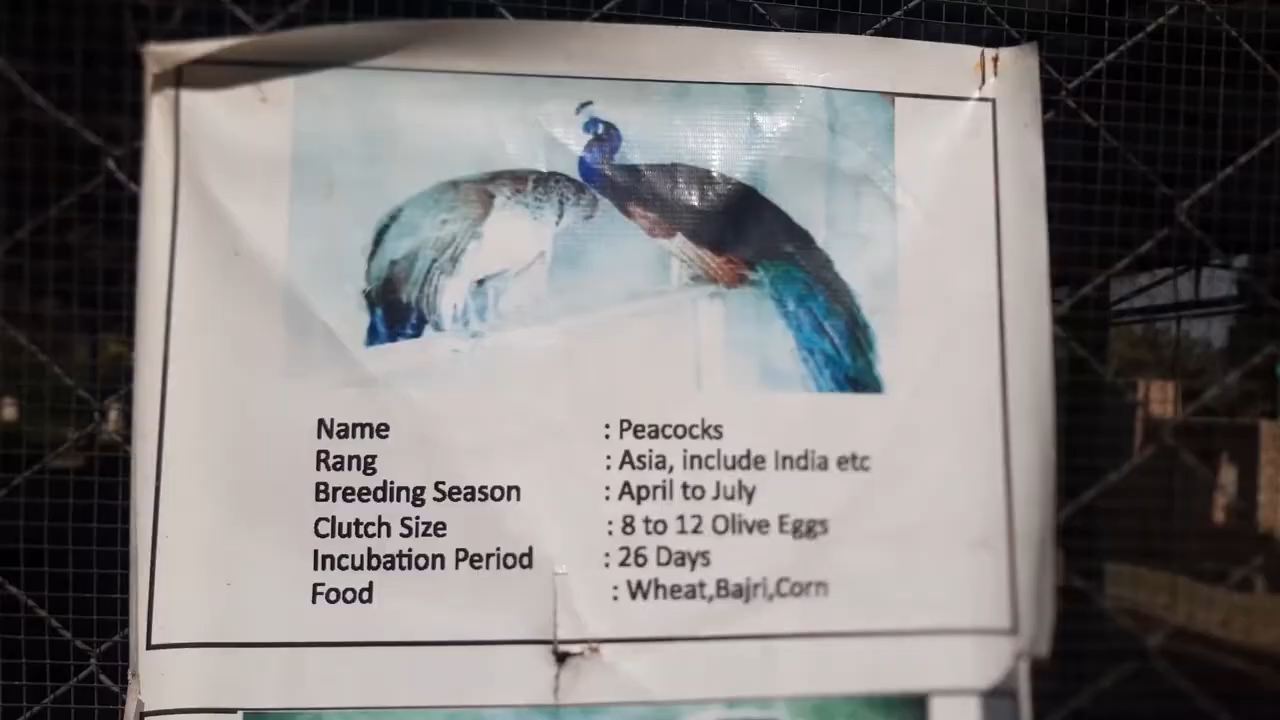 Name : Peacocks
Rang : Asia, include India etc
Breeding Season : April to July
Clutch Size : 8 to 12 Olive Eggs
Incubation Period : 26 Days
Food : Wheat,Bajri,Corn